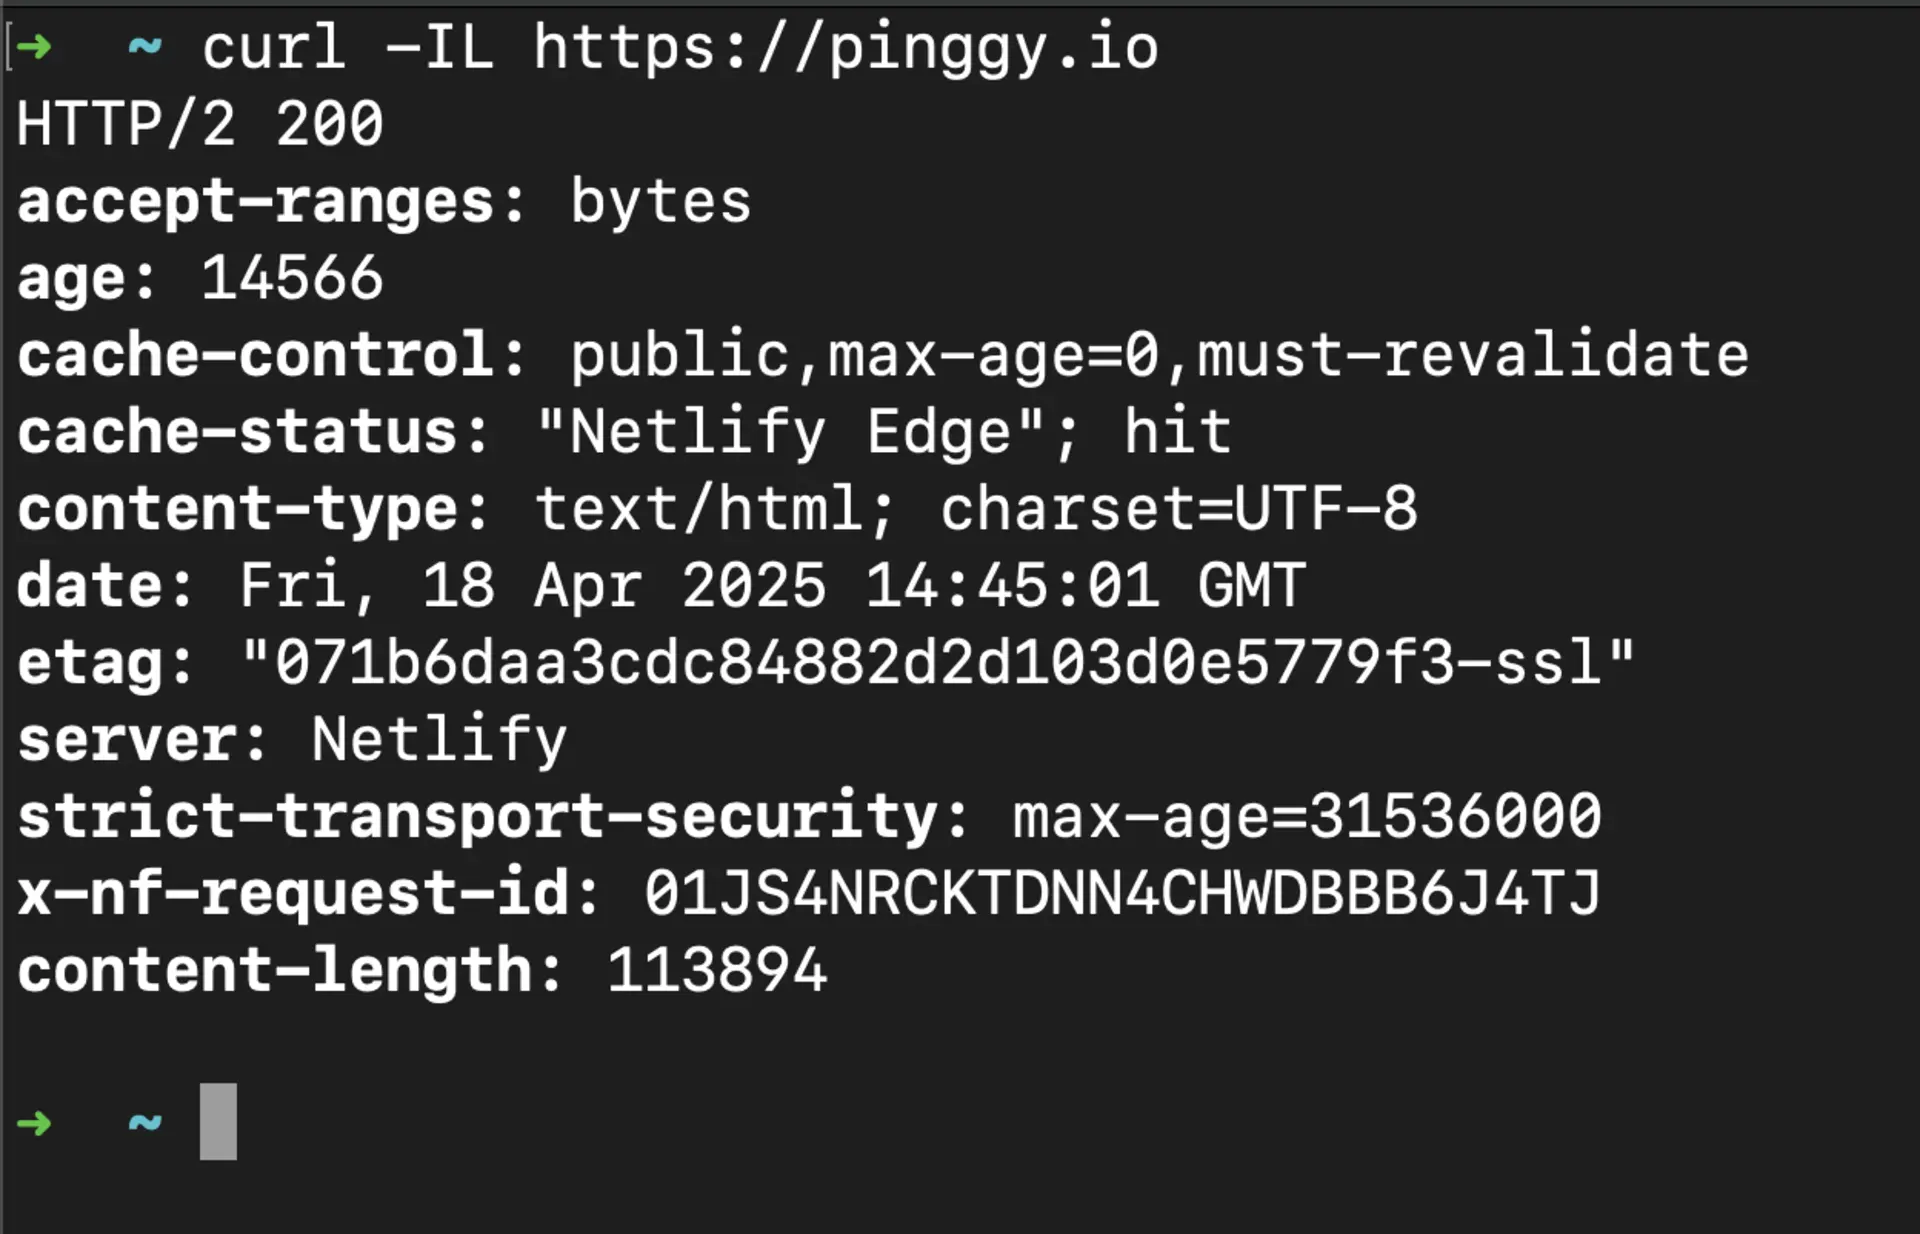 [➜   ~ curl -IL https://pinggy.io
HTTP/2 200
accept-ranges: bytes
age: 14566
cache-control: public,max-age=0,must-revalidate
cache-status: "Netlify Edge"; hit
content-type: text/html; charset=UTF-8
date: Fri, 18 Apr 2025 14:45:01 GMT
etag: "071b6daa3cdc84882d2d103d0e5779f3-ssl"
server: Netlify
strict-transport-security: max-age=31536000
x-nf-request-id: 01JS4NRCKTDNN4CHWDBBB6J4TJ
content-length: 113894
➜   ~